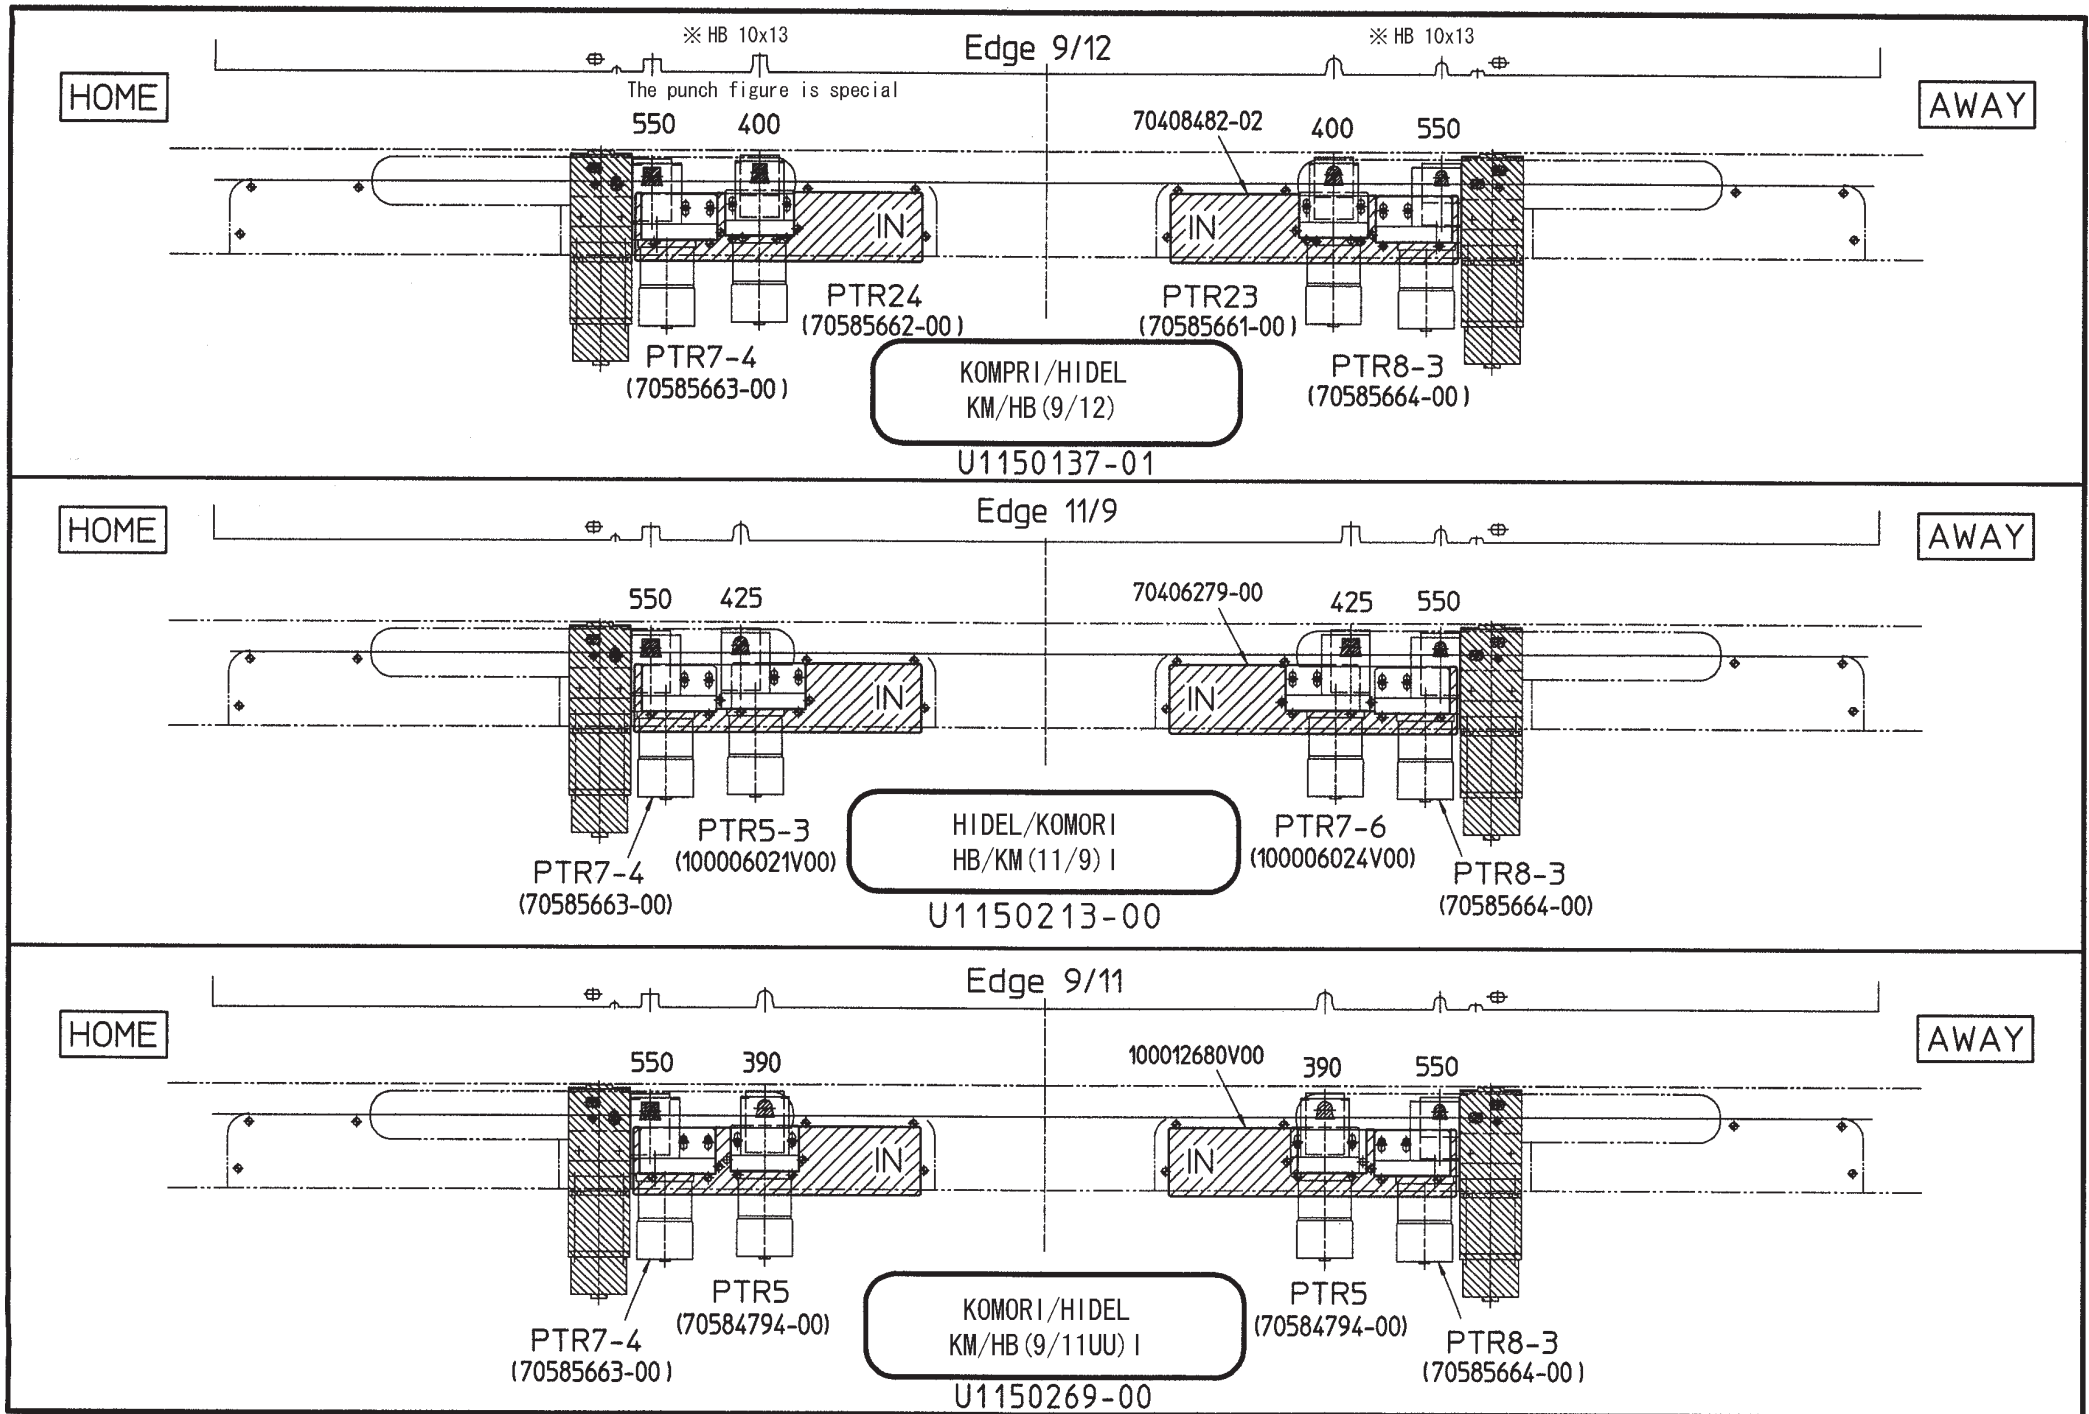 ※ HB 10x13
Edge 9/12
※ HB 10x13
HOME
The punch figure is special
AWAY
550
400
70408482-02
400
550
IN
IN
PTR24
(70585662-00)
PTR23
(70585661-00)
PTR7-4
(70585663-00)
KOMPRI/HIDEL
KM/HB(9/12)
PTR8-3
(70585664-00)
U1150137-01
Edge 11/9
HOME
AWAY
550
425
70406279-00
425
550
IN
IN
PTR5-3
(100006021V00)
HIDEL/KOMORI
HB/KM(11/9)I
PTR7-6
(100006024V00)
PTR7-4
(70585663-00)
PTR8-3
(70585664-00)
U1150213-00
Edge 9/11
HOME
AWAY
550
390
100012680V00
390
550
IN
IN
PTR5
(70584794-00)
KOMORI/HIDEL
KM/HB(9/11UU)I
PTR5
(70584794-00)
PTR7-4
(70585663-00)
PTR8-3
(70585664-00)
U1150269-00